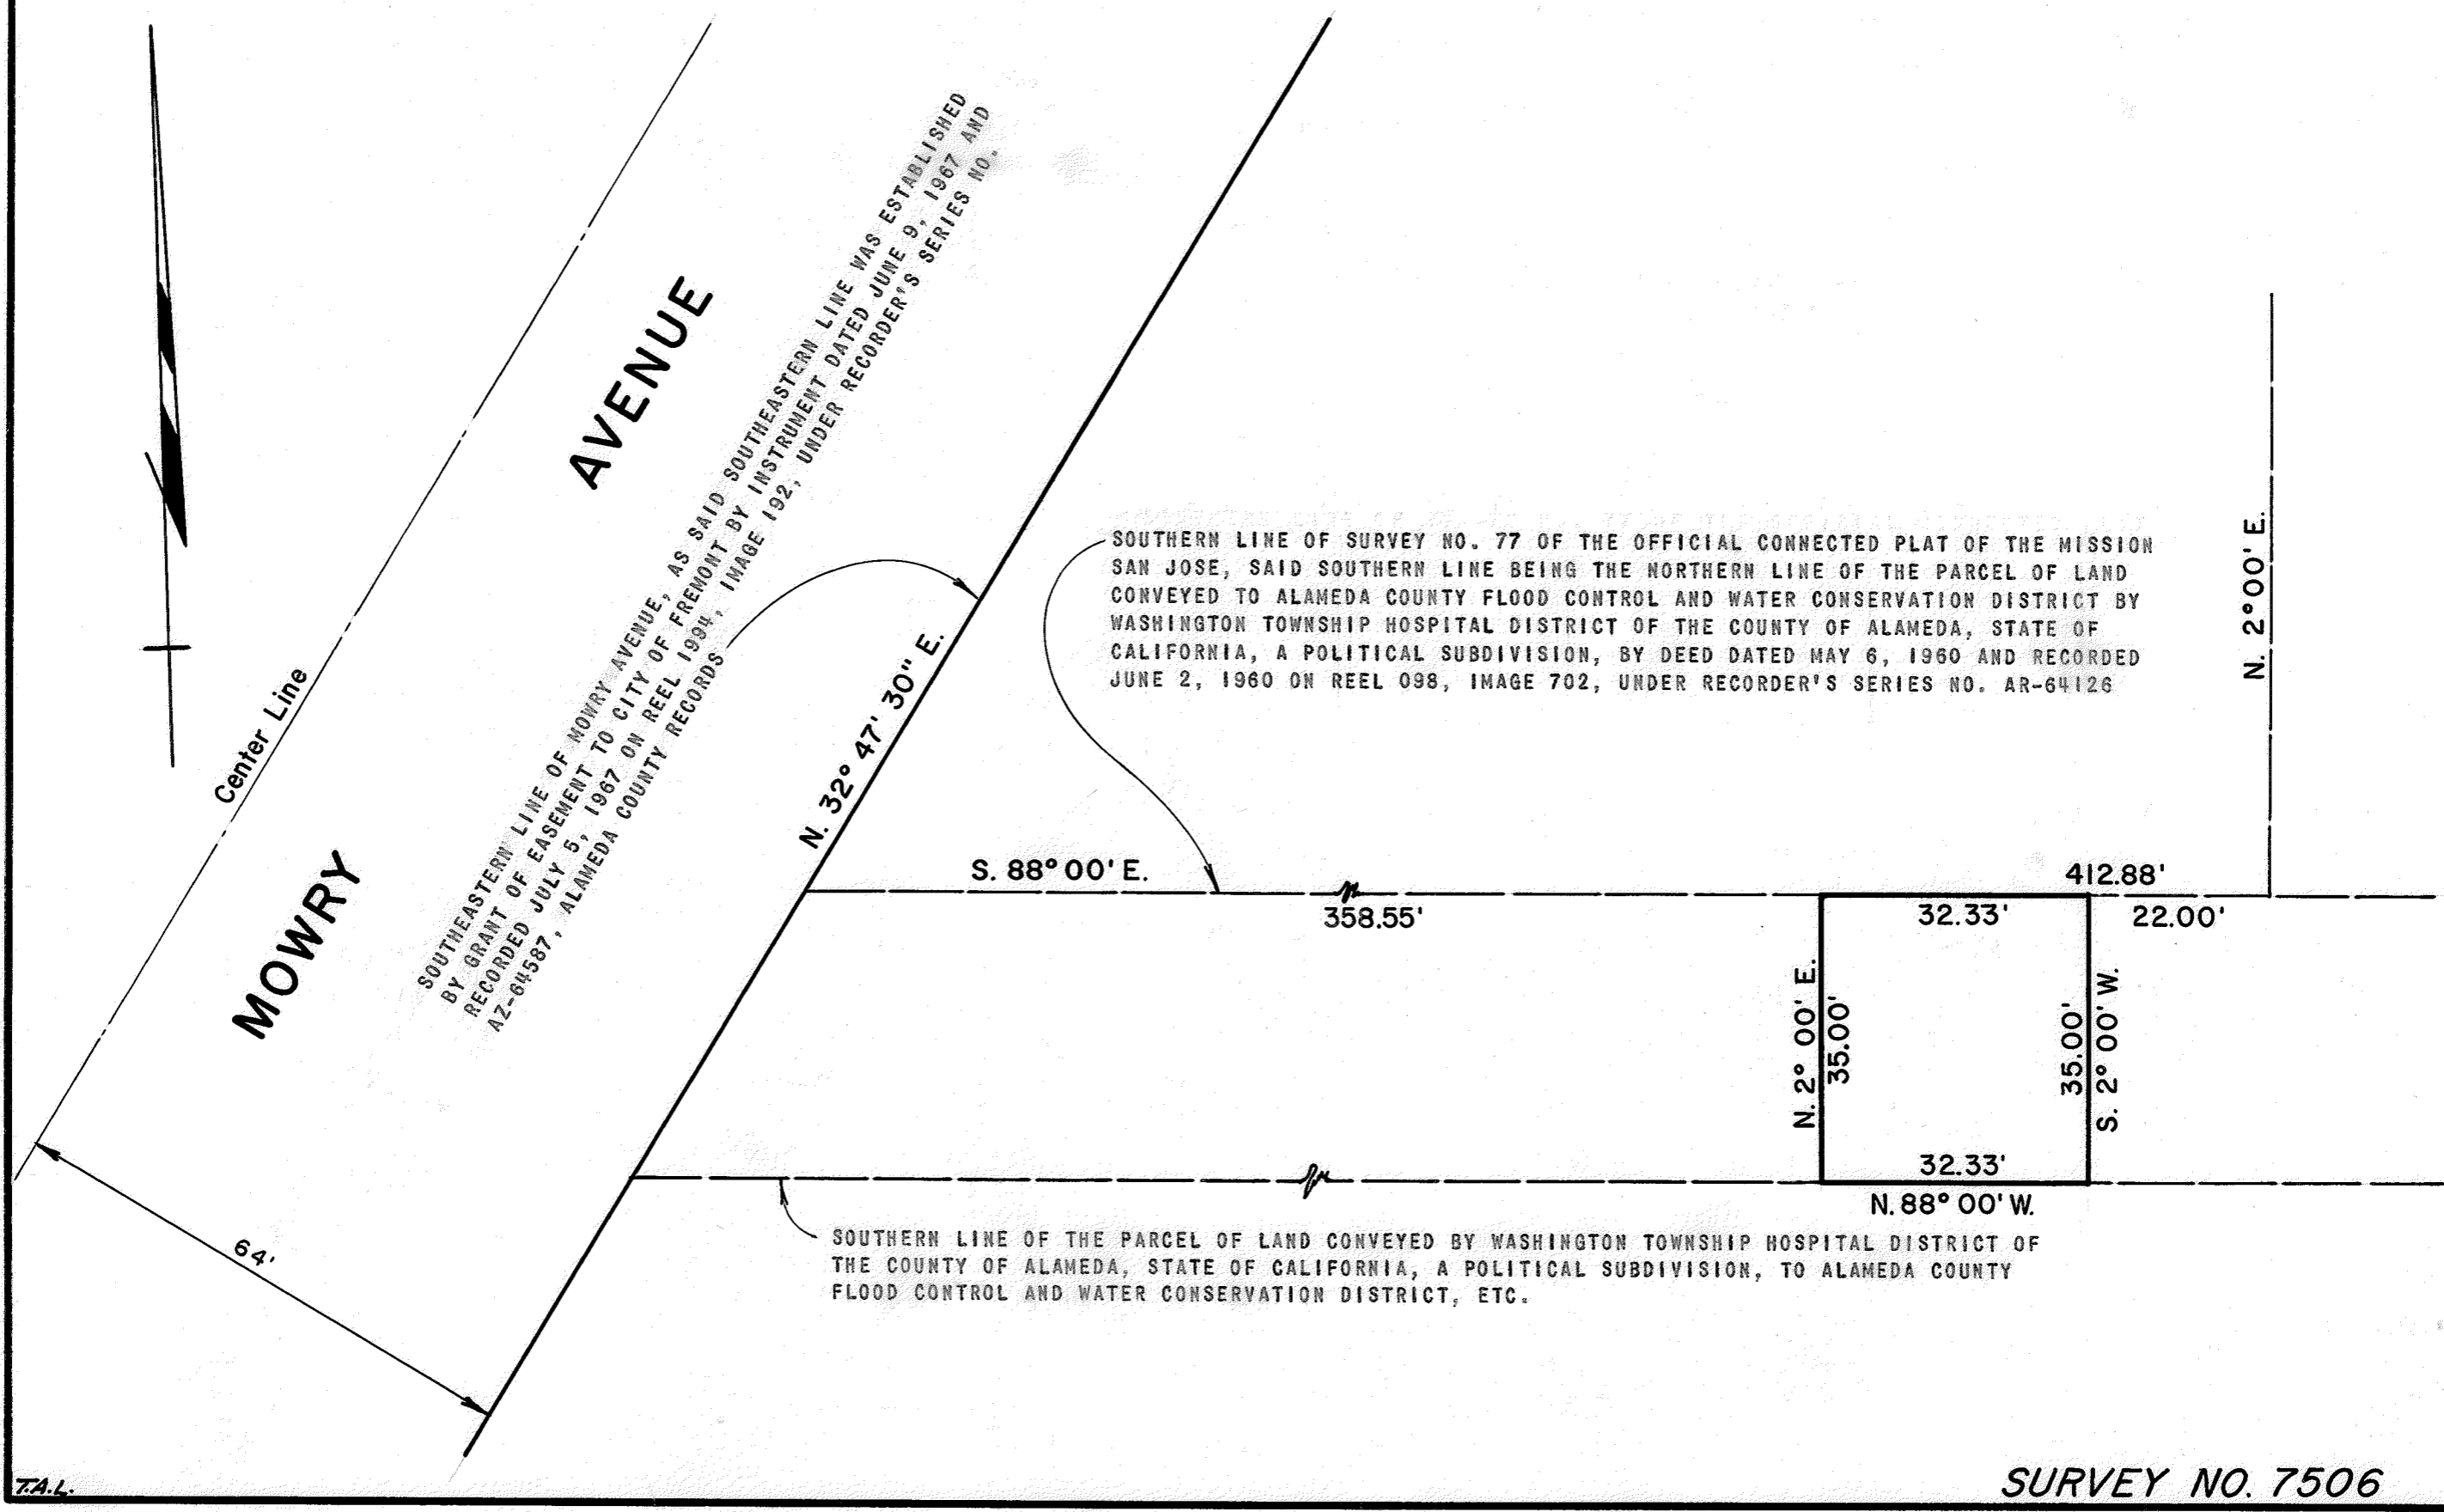 MOWRY AVENUE
Center Line
SOUTHEASTERN LINE OF MOWRY AVENUE, AS SAID SOUTHEASTERN LINE WAS ESTABLISHED
BY GRANT OF EASEMENT TO CITY OF FREMONT BY INSTRUMENT DATED JUNE 9, 1967 AND
RECORDED JULY 5, 1967 ON REEL 1994, IMAGE 192, UNDER RECORDER'S SERIES NO.
AZ-64587, ALAMEDA COUNTY RECORDS
N. 32° 47' 30" E.
SOUTHERN LINE OF SURVEY NO. 77 OF THE OFFICIAL CONNECTED PLAT OF THE MISSION
SAN JOSE, SAID SOUTHERN LINE BEING THE NORTHERN LINE OF THE PARCEL OF LAND
CONVEYED TO ALAMEDA COUNTY FLOOD CONTROL AND WATER CONSERVATION DISTRICT BY
WASHINGTON TOWNSHIP HOSPITAL DISTRICT OF THE COUNTY OF ALAMEDA, STATE OF
CALIFORNIA, A POLITICAL SUBDIVISION, BY DEED DATED MAY 6, 1960 AND RECORDED
JUNE 2, 1960 ON REEL 098, IMAGE 702, UNDER RECORDER'S SERIES NO. AR-64126
N. 2°00' E.
S. 88°00' E.
412.88'
358.55'
32.33'
22.00'
N. 2° 00' E.
35.00'
35.00'
S. 2° 00' W.
32.33'
N. 88° 00' W.
64'
SOUTHERN LINE OF THE PARCEL OF LAND CONVEYED BY WASHINGTON TOWNSHIP HOSPITAL DISTRICT OF
THE COUNTY OF ALAMEDA, STATE OF CALIFORNIA, A POLITICAL SUBDIVISION, TO ALAMEDA COUNTY
FLOOD CONTROL AND WATER CONSERVATION DISTRICT, ETC.
T.A.L.
SURVEY NO. 7506